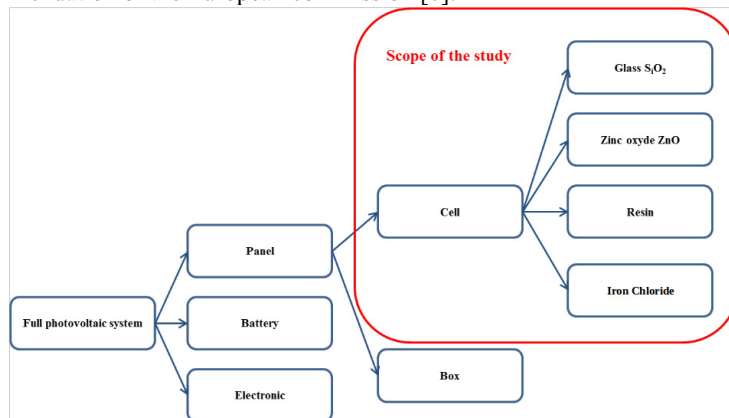 Scope of the study
Glass SiO₂
Zinc oxyde ZnO
Cell
Resin
Panel
Iron Chloride
Full photovoltaic system
Battery
Electronic
Box